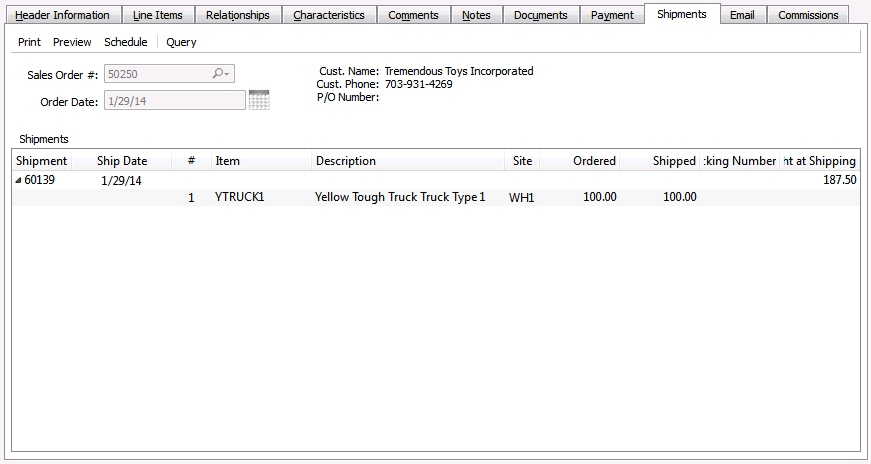 Header Information Line Items Relationships Characteristics Comments Notes Documents Payment Shipments Email Commissions
Print Preview Schedule Query
Sales Order #: 50250 Cust. Name: Tremendous Toys Incorporated
Cust. Phone: 703-931-4269
Order Date: 1/29/14 P/O Number:
Shipments
Shipment Ship Date # Item Description Site Ordered Shipped :king Number ht at Shipping
60139 1/29/14 187.50
1 YTRUCK1 Yellow Tough Truck Truck Type 1 WH1 100.00 100.00